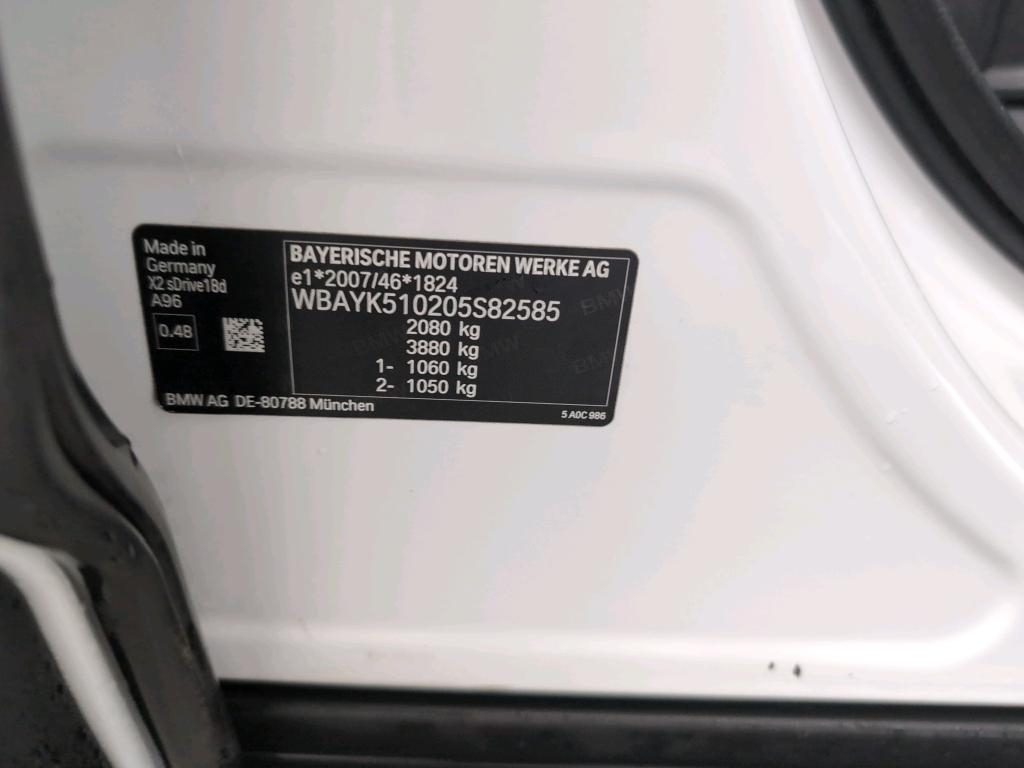 Made in
Germany
X2 sDrive18d
A96
0.48
BAYERISCHE MOTOREN WERKE AG
e1*2007/46*1824
WBAYK510205S82585
2080 kg
3880 kg
1- 1060 kg
2- 1050 kg
BMW AG DE-80788 München
5 A0C 986